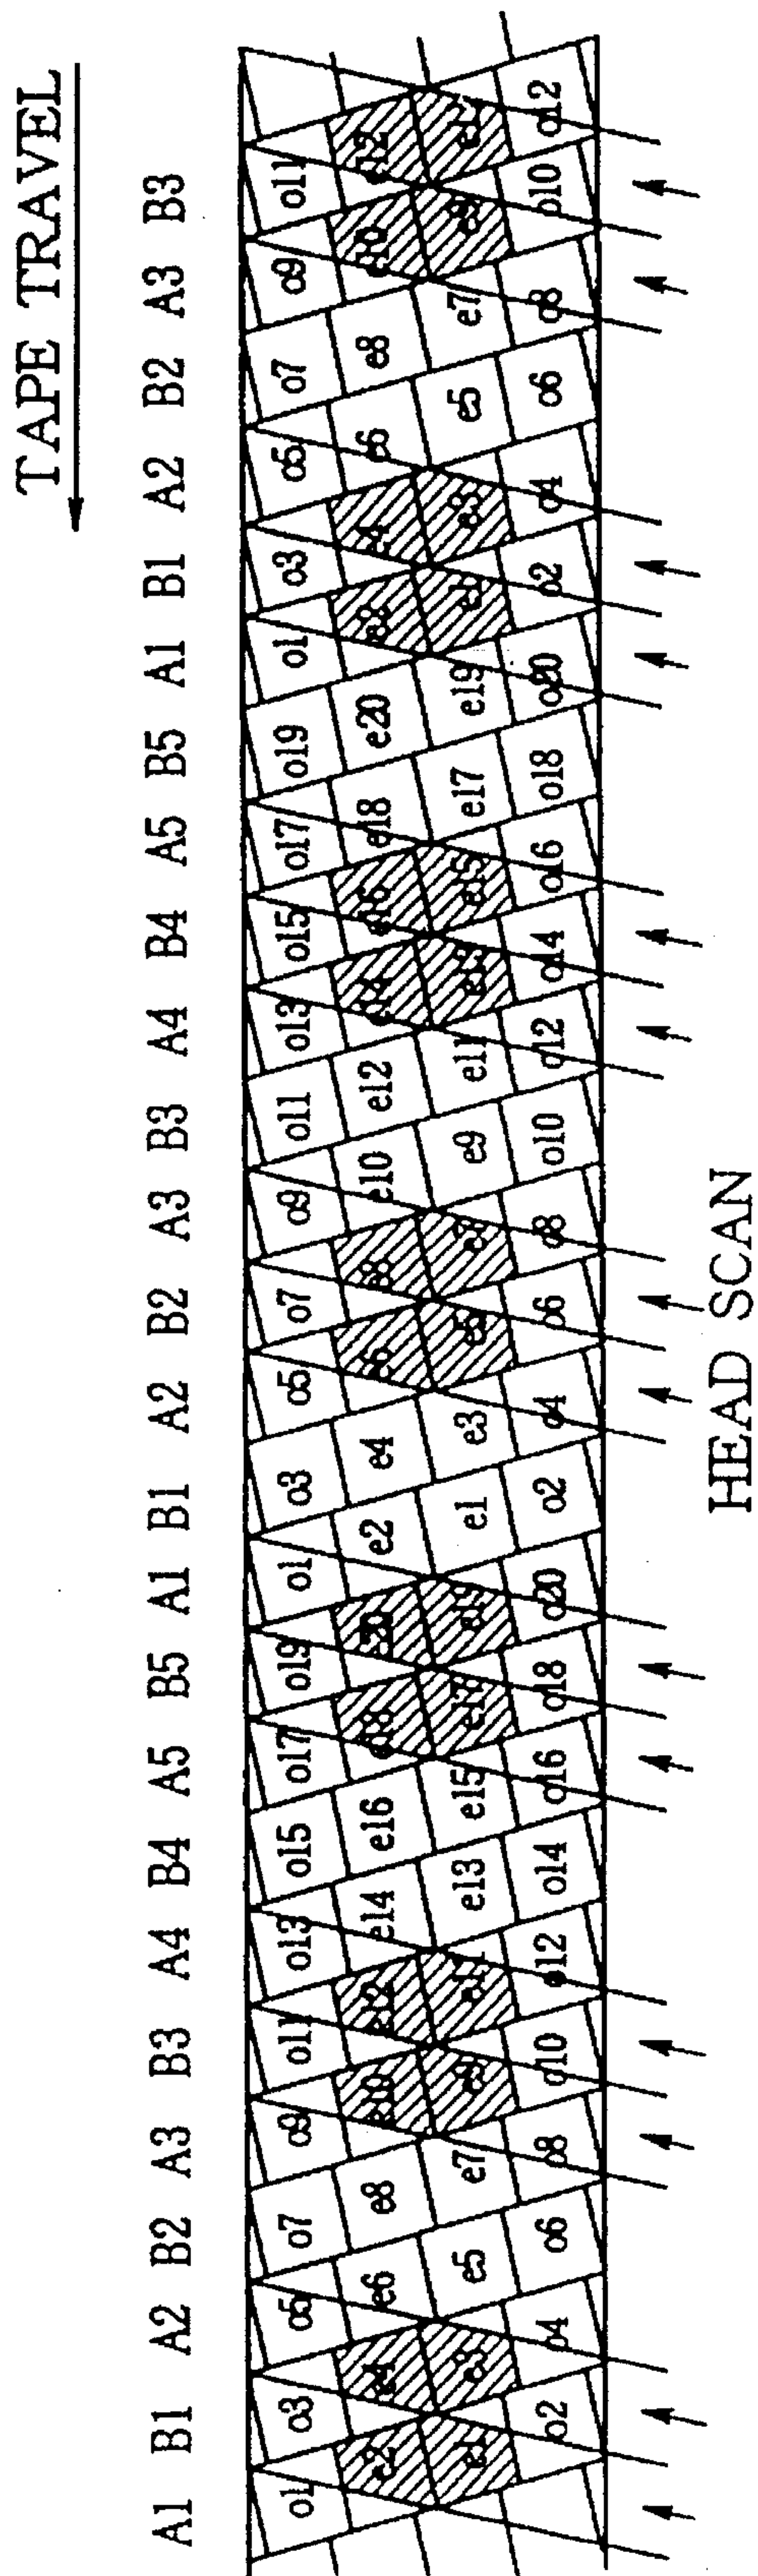 TAPE TRAVEL
A1 B1 A2 B2 A3 B3 A4 B4 A5 B5 A1 B1 A2 B2 A3 B3 A4 B4 A5 B5 A1 B1 A2 B2 A3 B3
o1 o3 o5 o7 o9 o11 o13 o15 o17 o19 o1 o3 o5 o7 o9 o11 o13 o15 o17 o19 o1 o3 o5 o7 o9 o11
e2 e4 e6 e8 e10 e12 e14 e16 e18 e20 e2 e4 e6 e8 e10 e12 e14 e16 e18 e20 e2 e4 e6 e8 e10 e12
e1 e3 e5 e7 e9 e11 e13 e15 e17 e19 e1 e3 e5 e7 e9 e11 e13 e15 e17 e19 e1 e3 e5 e7 e9 e11
o2 o4 o6 o8 o10 o12 o14 o16 o18 o20 o2 o4 o6 o8 o10 o12 o14 o16 o18 o20 o2 o4 o6 o8 o10 o12
HEAD SCAN